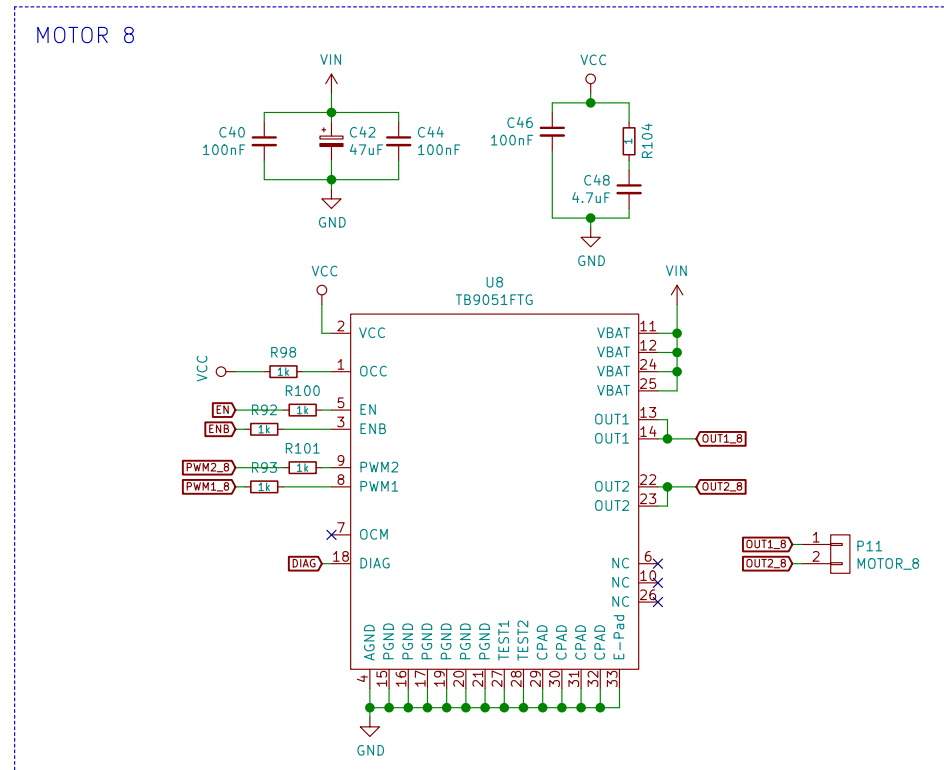 MOTOR 8
VIN
C40
100nF
C42
47uF
C44
100nF
GND
VCC
C46
100nF
1
R104
C48
4.7uF
GND
VCC
U8
TB9051FTG
VIN
2 VCC
VCC
R98
1k
1 OCC
EN
R100
1k
5 EN
ENB
R92
1k
3 ENB
PWM2_8
R101
1k
9 PWM2
PWM1_8
R93
1k
8 PWM1
7 OCM
DIAG
18 DIAG
VBAT 11
VBAT 12
VBAT 24
VBAT 25
OUT1 13
OUT1 14
OUT1_8
OUT2 22
OUT2 23
OUT2_8
NC 6
NC 10
NC 26
OUT1_8 1
OUT2_8 2
P11
MOTOR_8
AGND 4
PGND 15
PGND 16
PGND 17
PGND 19
PGND 20
PGND 21
TEST1 27
TEST2 28
CPAD 29
CPAD 30
CPAD 31
CPAD 32
E-Pad 33
GND